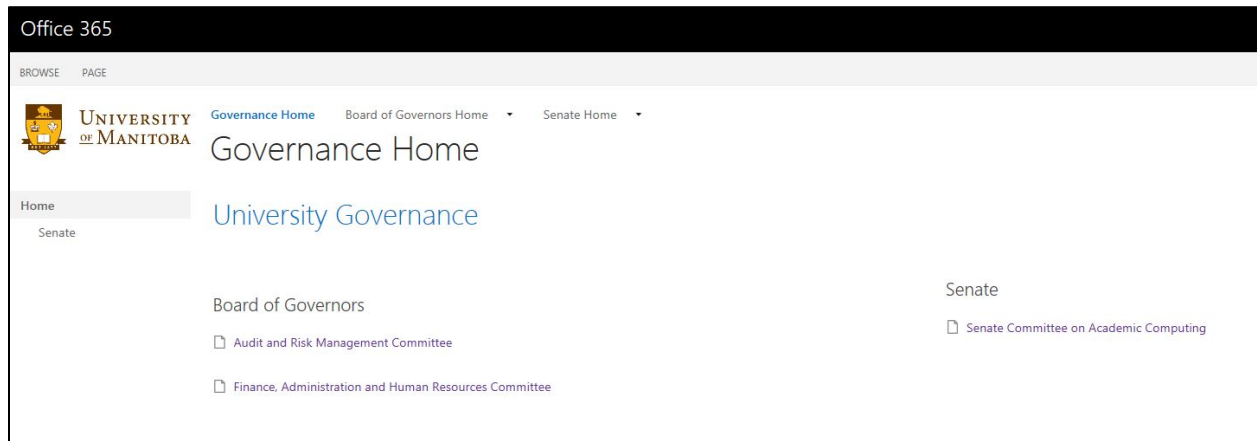 Office 365
BROWSE PAGE
UNIVERSITY
OF MANITOBA
Governance Home Board of Governors Home Senate Home
Governance Home
Home
Senate
University Governance
Board of Governors
Audit and Risk Management Committee
Finance, Administration and Human Resources Committee
Senate
Senate Committee on Academic Computing